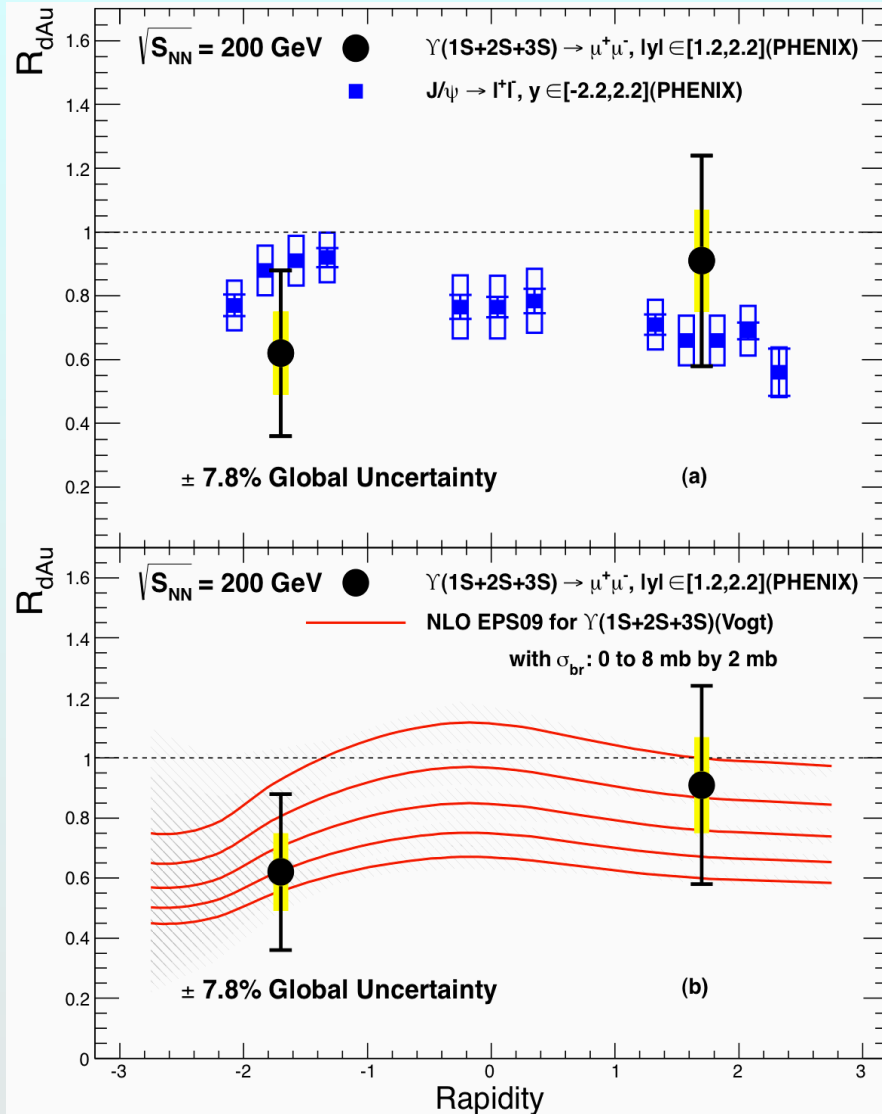 R_dAu
√S_NN = 200 GeV ● ϒ(1S+2S+3S) → μ⁺μ⁻, |y| ∈[1.2,2.2](PHENIX)
J/ψ → l⁺l⁻, y ∈[-2.2,2.2](PHENIX)
1.6
1.4
1.2
1
0.8
0.6
0.4
0.2
± 7.8% Global Uncertainty (a)
R_dAu
√S_NN = 200 GeV ● ϒ(1S+2S+3S) → μ⁺μ⁻, |y| ∈[1.2,2.2](PHENIX)
NLO EPS09 for ϒ(1S+2S+3S)(Vogt)
with σ_br: 0 to 8 mb by 2 mb
1.6
1.4
1.2
1
0.8
0.6
0.4
0.2
0
± 7.8% Global Uncertainty (b)
-3 -2 -1 0 1 2 3
Rapidity